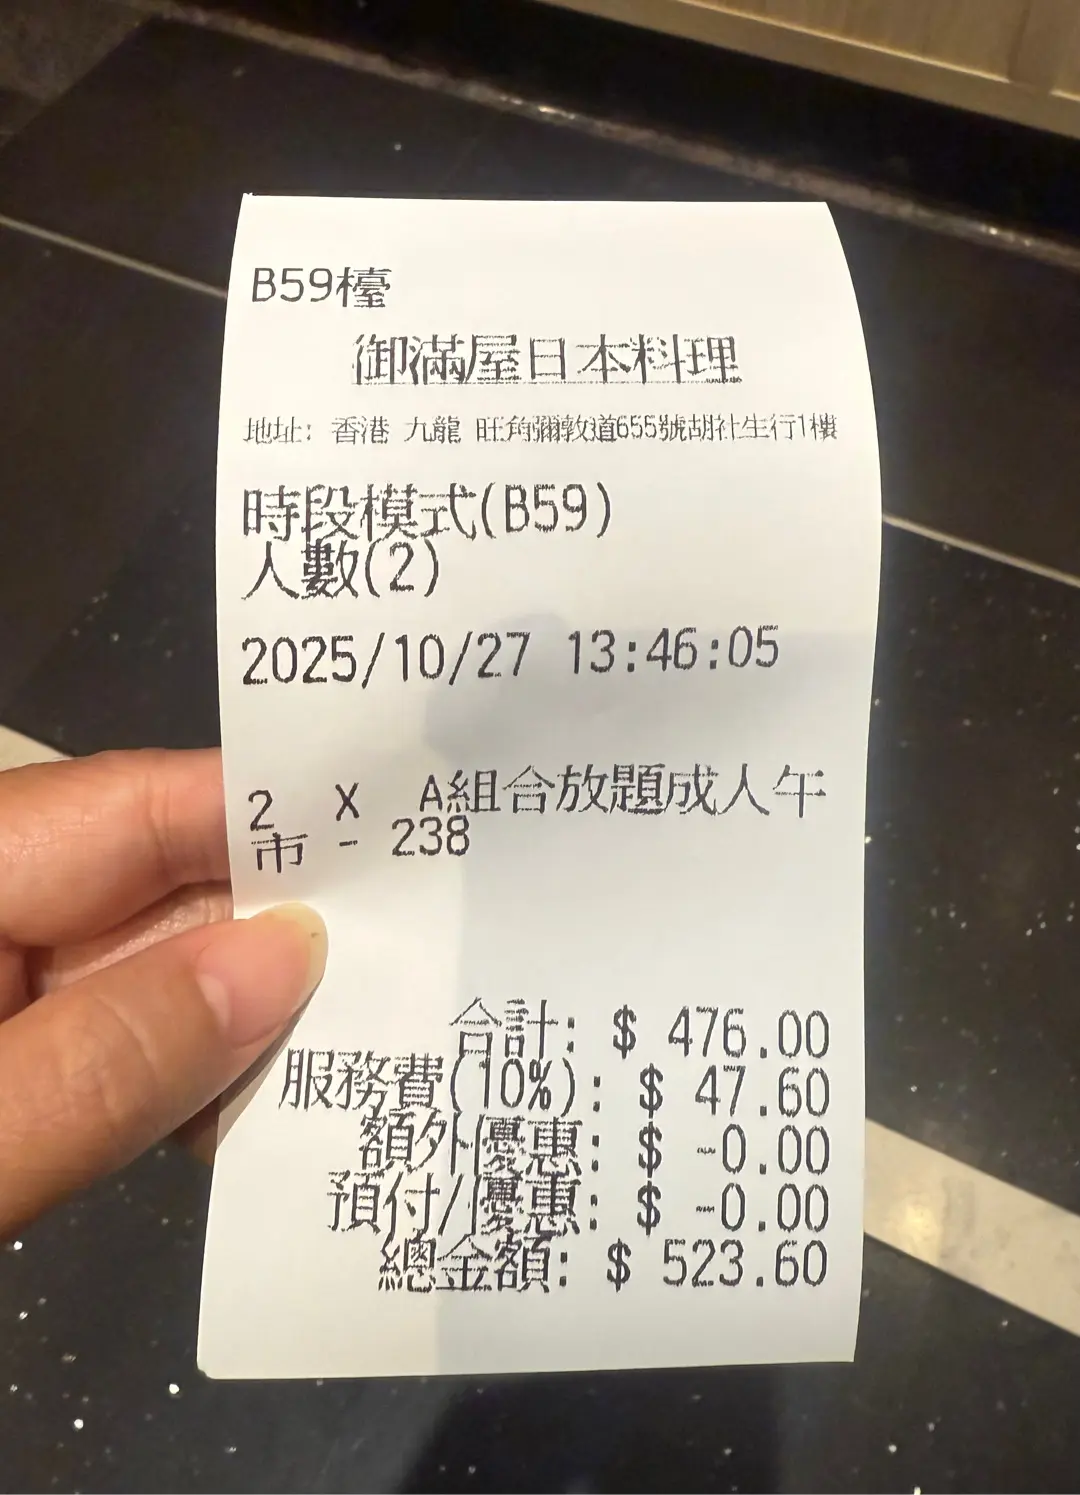 B59檯
御滿屋日本料理
地址: 香港 九龍 旺角彌敦道655號胡社生行1樓
時段模式(B59)
人數(2)
2025/10/27 13:46:05
2 X A組合放題成人午
市 - 238
合計: $ 476.00
服務費(10%): $ 47.60
額外優惠: $ -0.00
預付/優惠: $ -0.00
總金額: $ 523.60